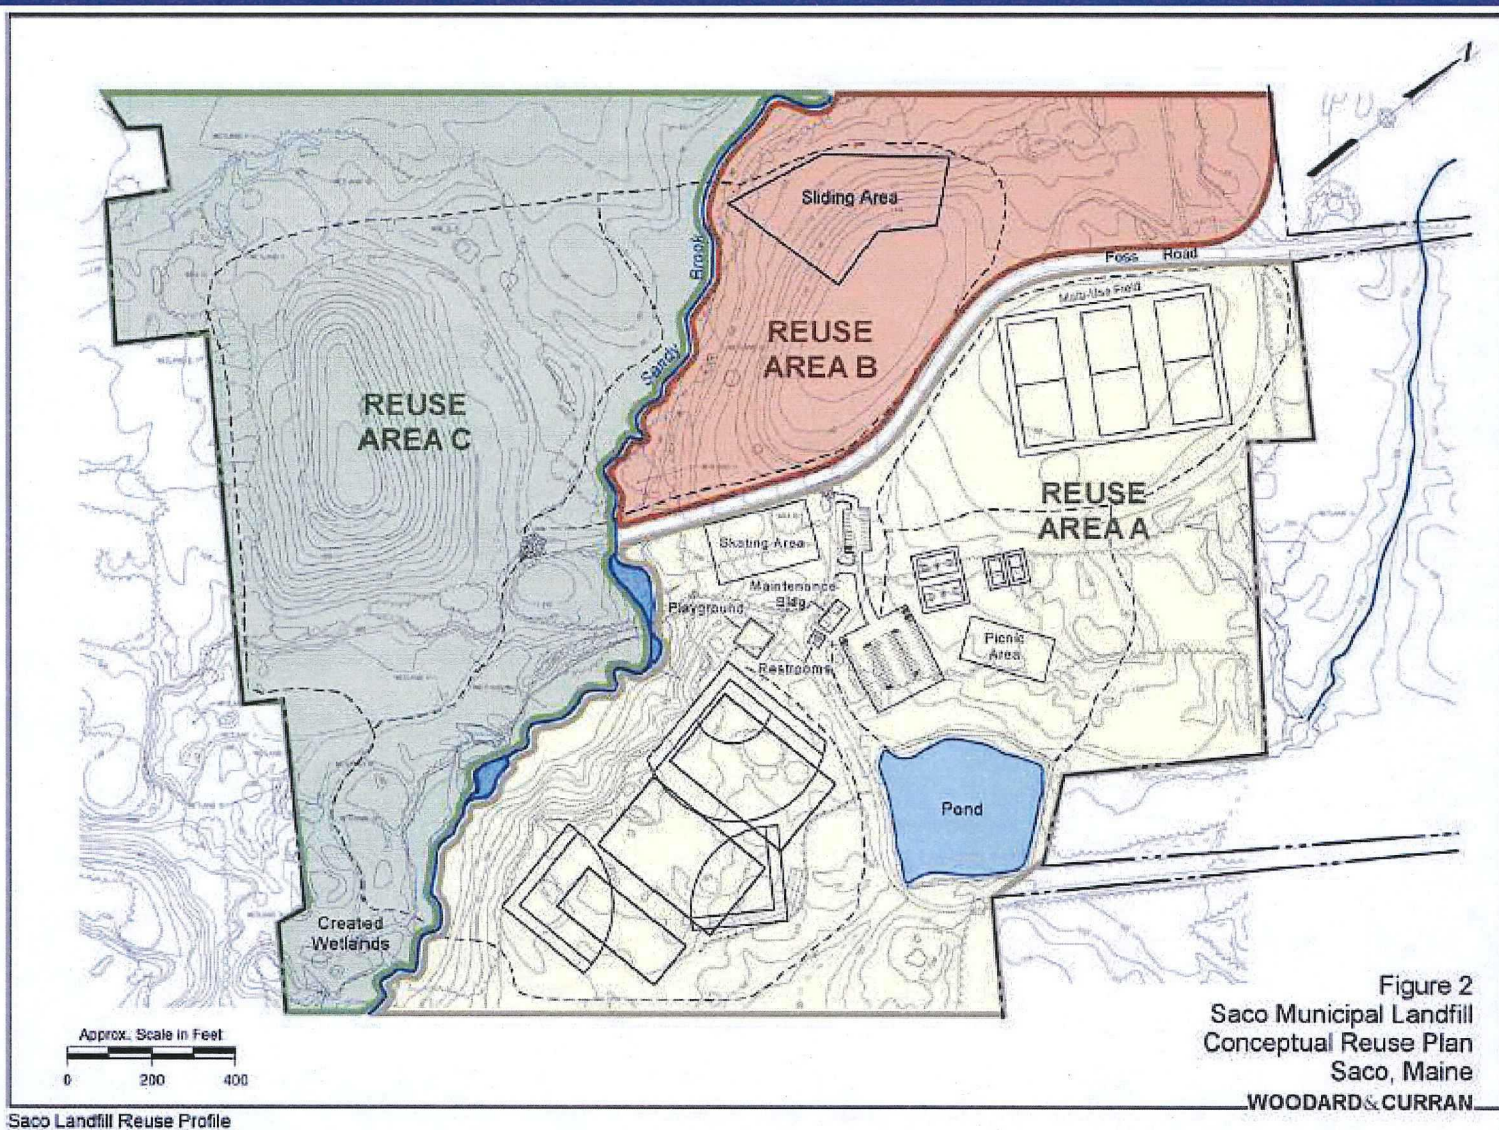 Sliding Area
Foss Road
Multi-Use Field
Brook
Sandy
REUSE
AREA B
REUSE
AREA C
REUSE
AREA A
Skating Area
Maintenance
Bldg.
Playground
Picnic
Area
Restrooms
Pond
Created
Wetlands
Approx. Scale in Feet
0 200 400
Figure 2
Saco Municipal Landfill
Conceptual Reuse Plan
Saco, Maine
WOODARD&CURRAN
Saco Landfill Reuse Profile